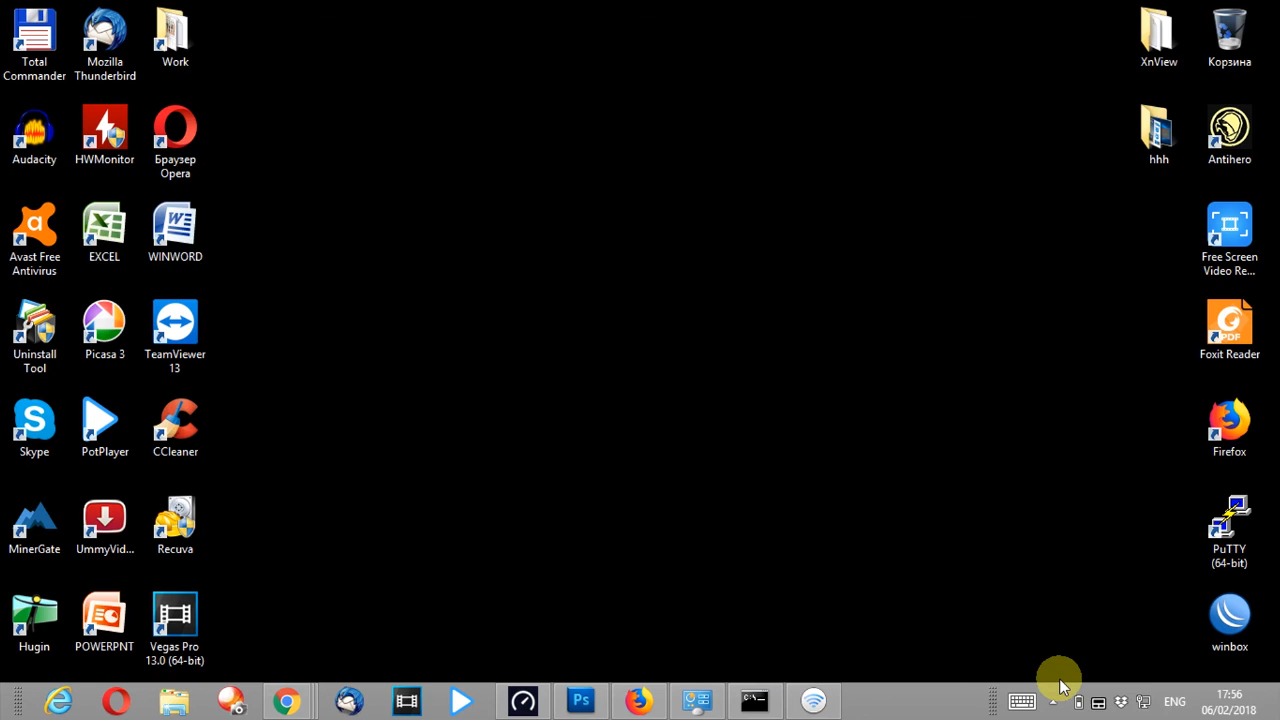 Total
Commander
Mozilla
Thunderbird
Work
XnView
Корзина
Audacity
HWMonitor
Браузер
Opera
hhh
Antihero
Avast Free
Antivirus
EXCEL
WINWORD
Free Screen
Video Re...
Uninstall
Tool
Picasa 3
TeamViewer
13
PDF
Foxit Reader
Skype
PotPlayer
CCleaner
Firefox
MinerGate
UmmyVid...
Recuva
PuTTY
(64-bit)
Hugin
POWERPNT
Vegas Pro
13.0 (64-bit)
winbox
Ps
C:\_
ENG
17:56
06/02/2018